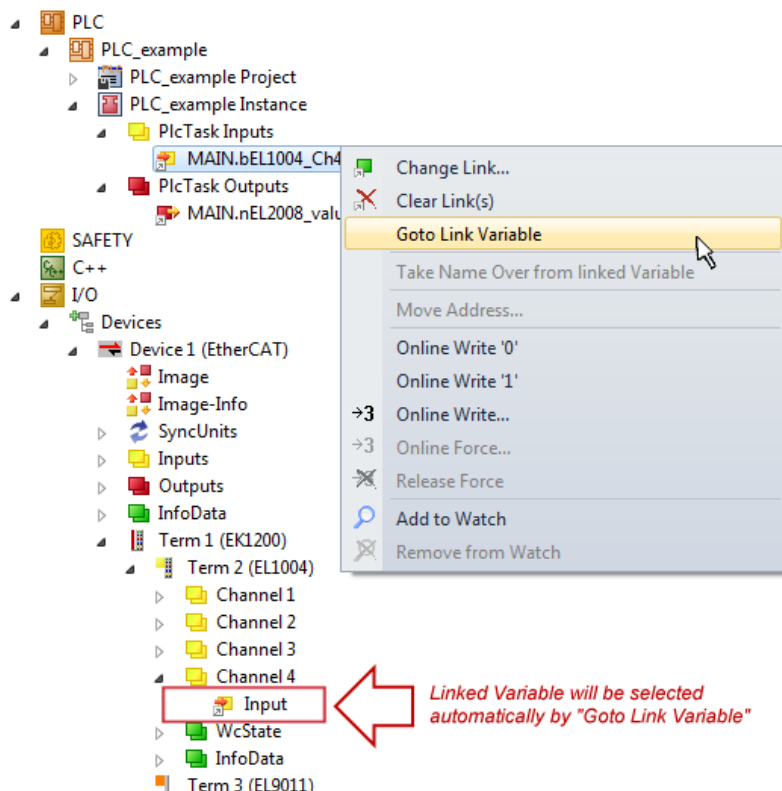 PLC
PLC_example
PLC_example Project
PLC_example Instance
PlcTask Inputs
MAIN.bEL1004_Ch4
PlcTask Outputs
MAIN.nEL2008_valu
SAFETY
C++
I/O
Devices
Device 1 (EtherCAT)
Image
Image-Info
SyncUnits
Inputs
Outputs
InfoData
Term 1 (EK1200)
Term 2 (EL1004)
Channel 1
Channel 2
Channel 3
Channel 4
Input
WcState
InfoData
Term 3 (EL9011)
Change Link...
Clear Link(s)
Goto Link Variable
Take Name Over from linked Variable
Move Address...
Online Write '0'
Online Write '1'
→3 Online Write...
→3 Online Force...
Release Force
Add to Watch
Remove from Watch
Linked Variable will be selected
automatically by "Goto Link Variable"